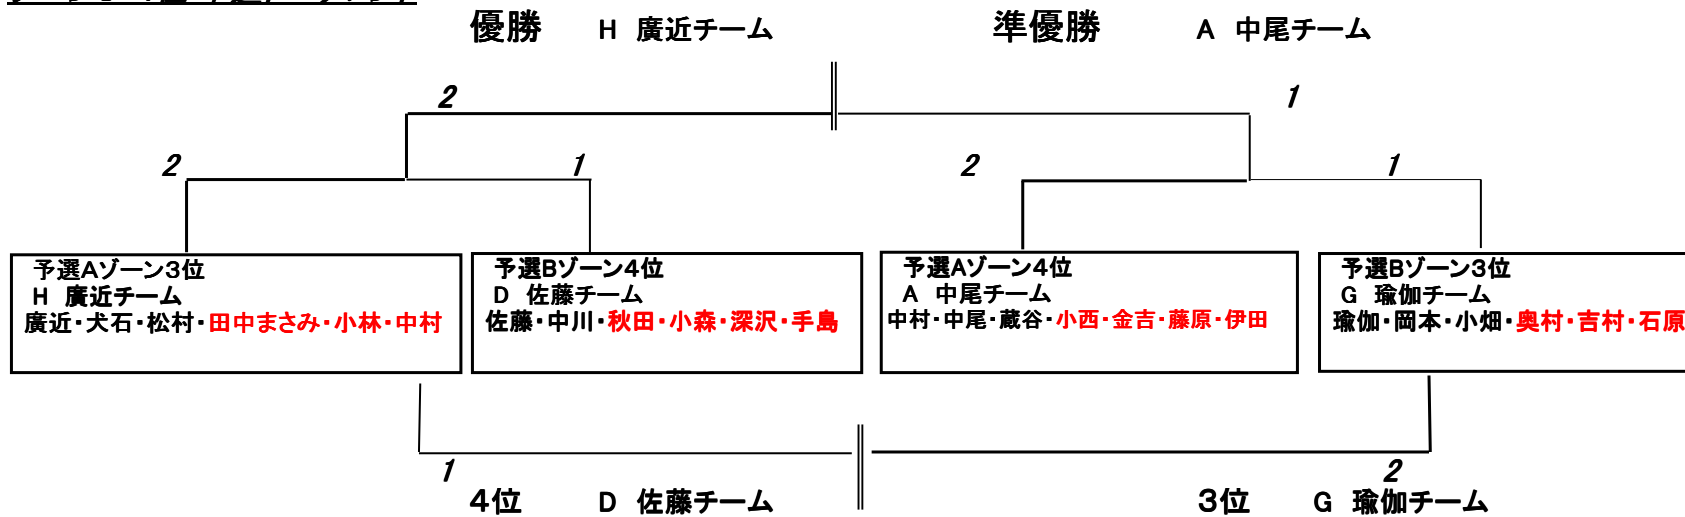 優勝 H 廣近チーム 準優勝 A 中尾チーム
2 1
2 1 2 1
予選Aゾーン3位
H 廣近チーム
廣近・犬石・松村・田中まさみ・小林・中村
予選Bゾーン4位
D 佐藤チーム
佐藤・中川・秋田・小森・深沢・手島
予選Aゾーン4位
A 中尾チーム
中村・中尾・蔵谷・小西・金吉・藤原・伊田
予選Bゾーン3位
G 瑜伽チーム
瑜伽・岡本・小畑・奥村・吉村・石原
1 2
4位 D 佐藤チーム 3位 G 瑜伽チーム